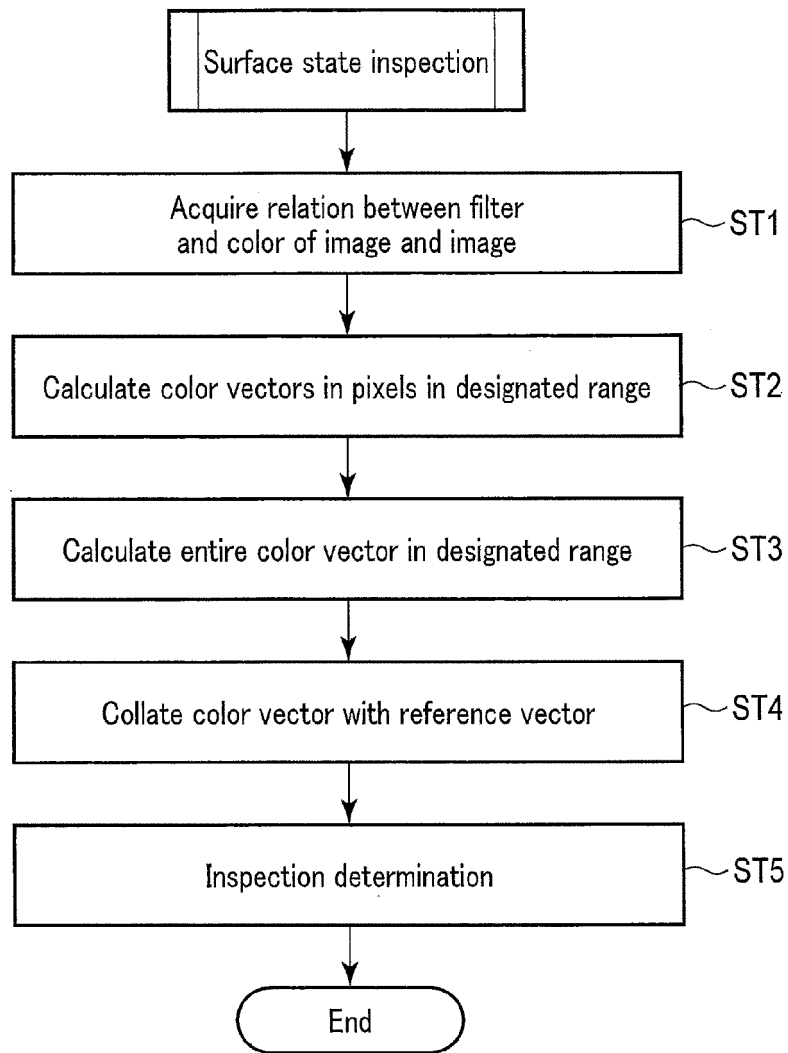 Surface state inspection
Acquire relation between filter
and color of image and image
ST1
Calculate color vectors in pixels in designated range
ST2
Calculate entire color vector in designated range
ST3
Collate color vector with reference vector
ST4
Inspection determination
ST5
End